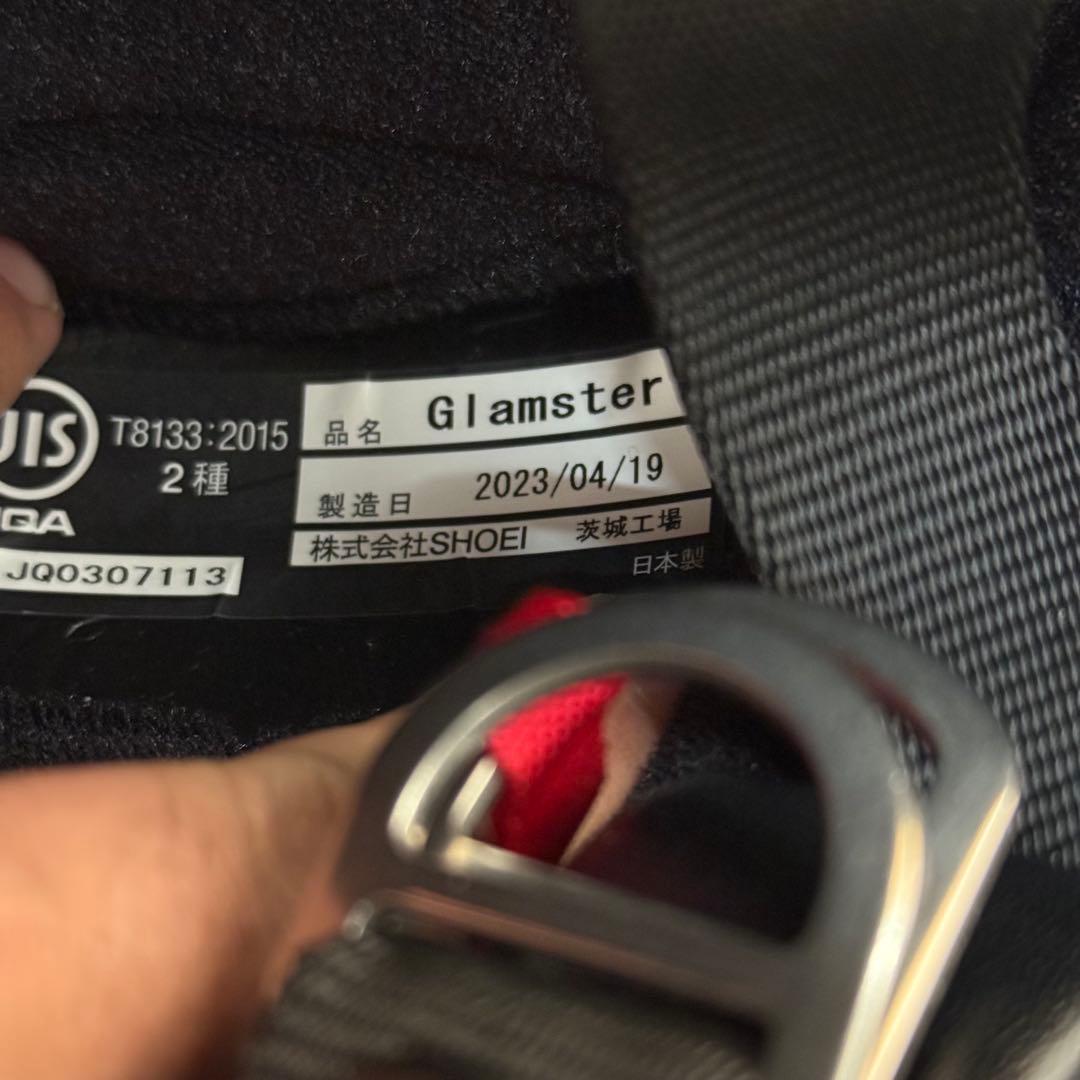 JIS
T8133:2015
2種
JQA
JQ0307113
品名 Glamster
製造日 2023/04/19
株式会社SHOEI 茨城工場
日本製